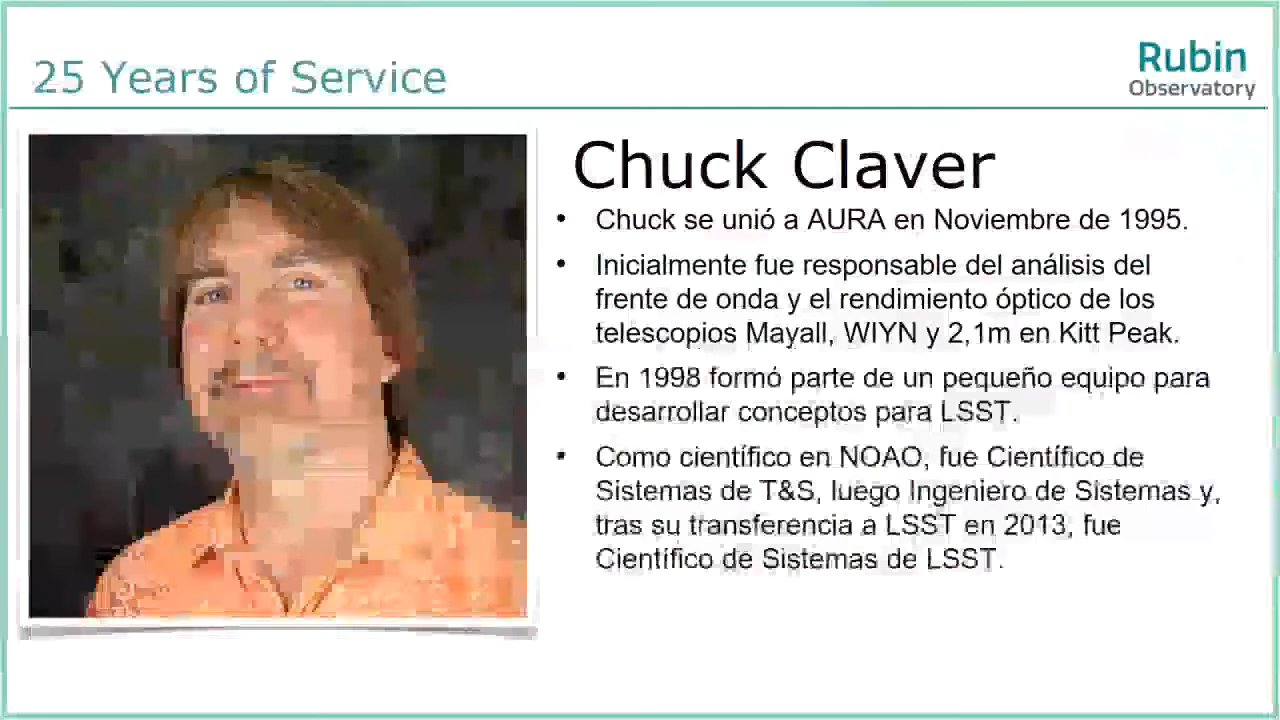 25 Years of Service
Rubin
Observatory
Chuck Claver
• Chuck se unió a AURA en Noviembre de 1995.
• Inicialmente fue responsable del análisis del
frente de onda y el rendimiento óptico de los
telescopios Mayall, WIYN y 2,1m en Kitt Peak.
• En 1998 formó parte de un pequeño equipo para
desarrollar conceptos para LSST.
• Como científico en NOAO, fue Científico de
Sistemas de T&S, luego Ingeniero de Sistemas y,
tras su transferencia a LSST en 2013, fue
Científico de Sistemas de LSST.